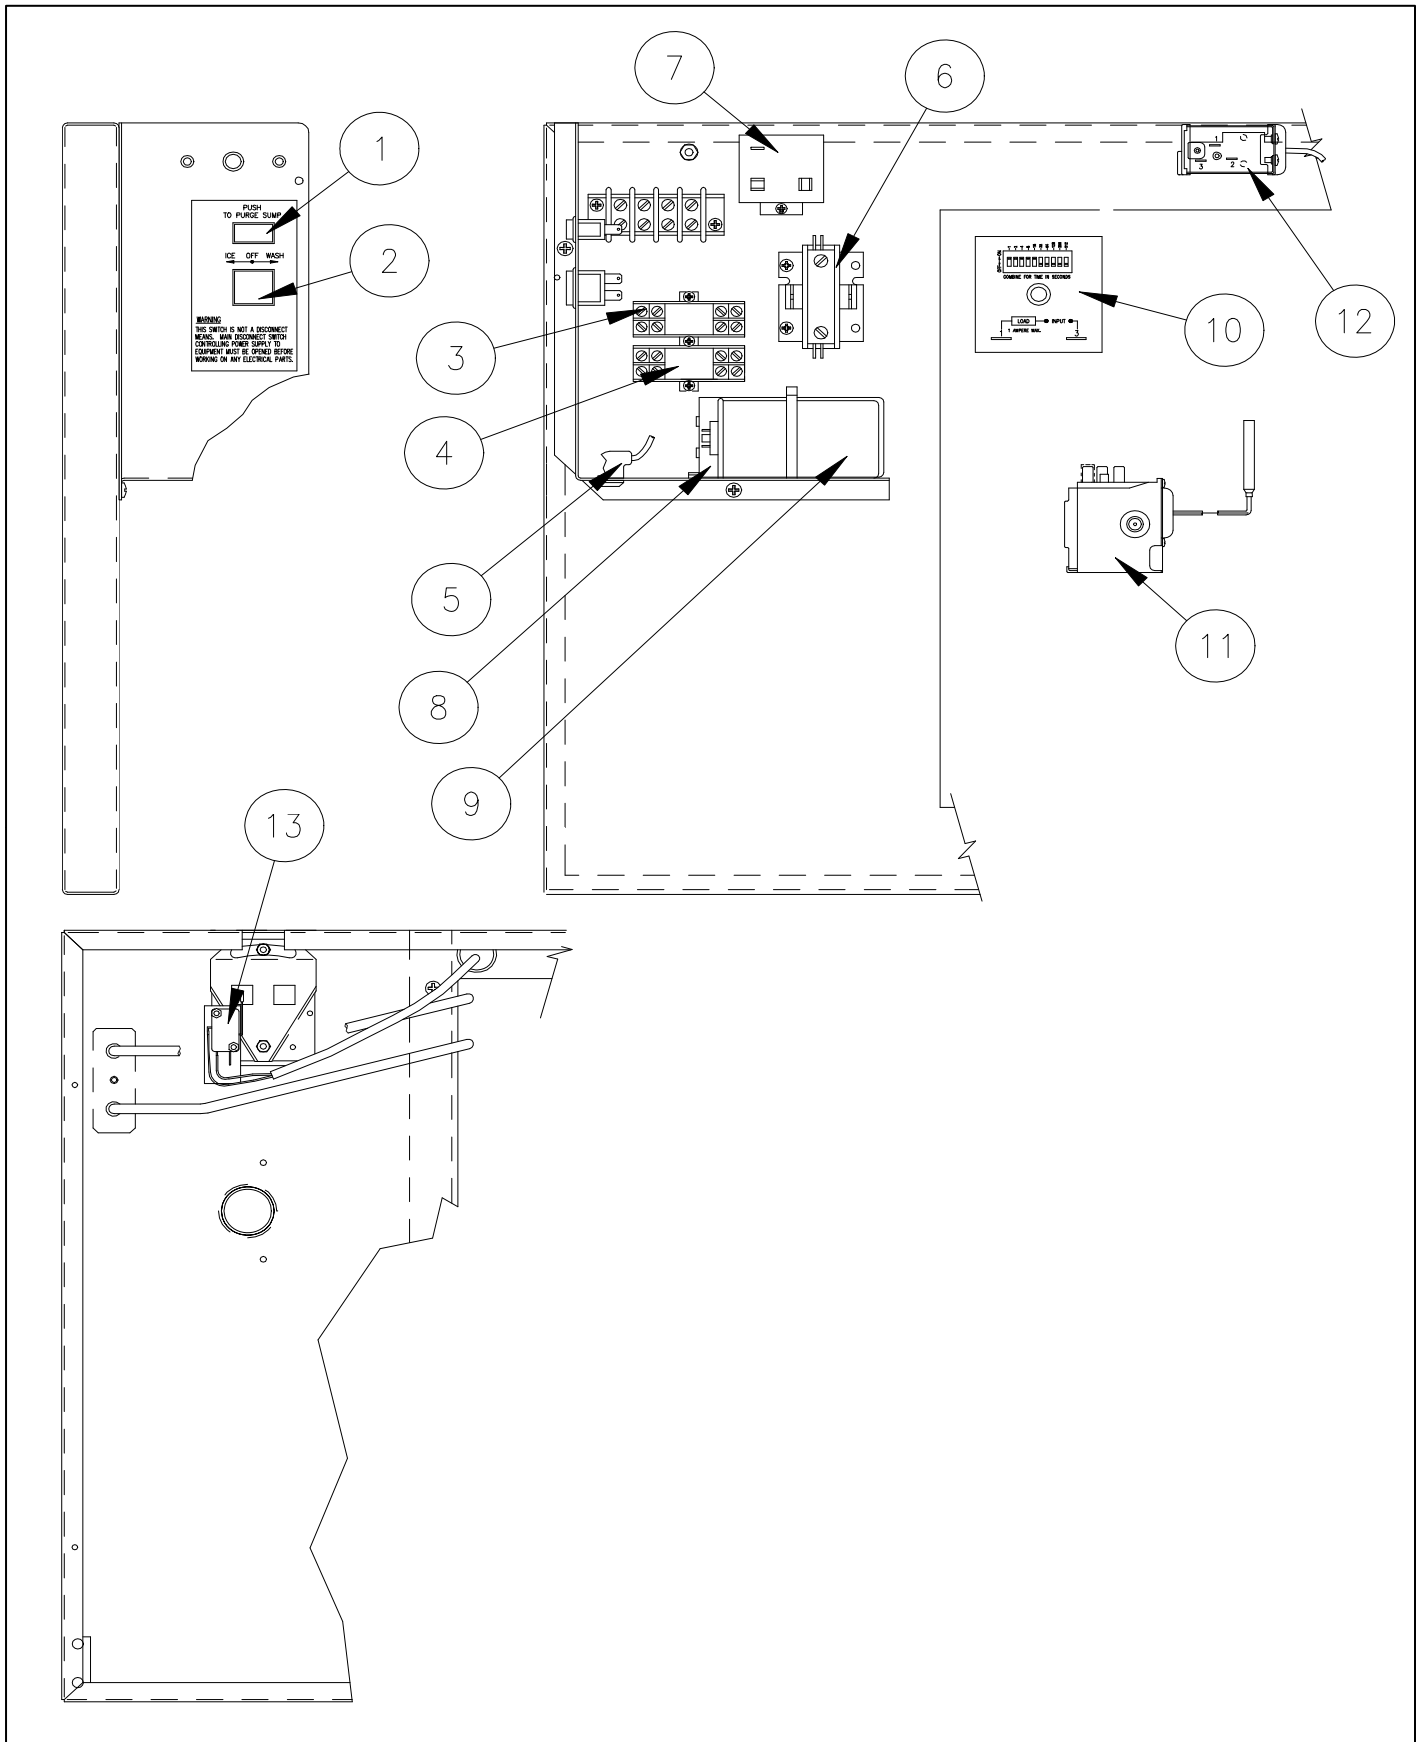 7
6
1
PUSH
TO PURGE SUMP
ICE OFF WASH
2
WARNING
THIS SWITCH IS NOT A DISCONNECT
MEANS. MAIN DISCONNECT SWITCH
CONTROLLING POWER SUPPLY TO
EQUIPMENT MUST BE OPENED BEFORE
WORKING ON ANY ELECTRICAL PARTS.
1
3
2
COMBINE FOR TIME IN SECONDS
LOAD INPUT
1 1 AMPERE MAX. 3
10
12
3
4
5
11
8
9
13